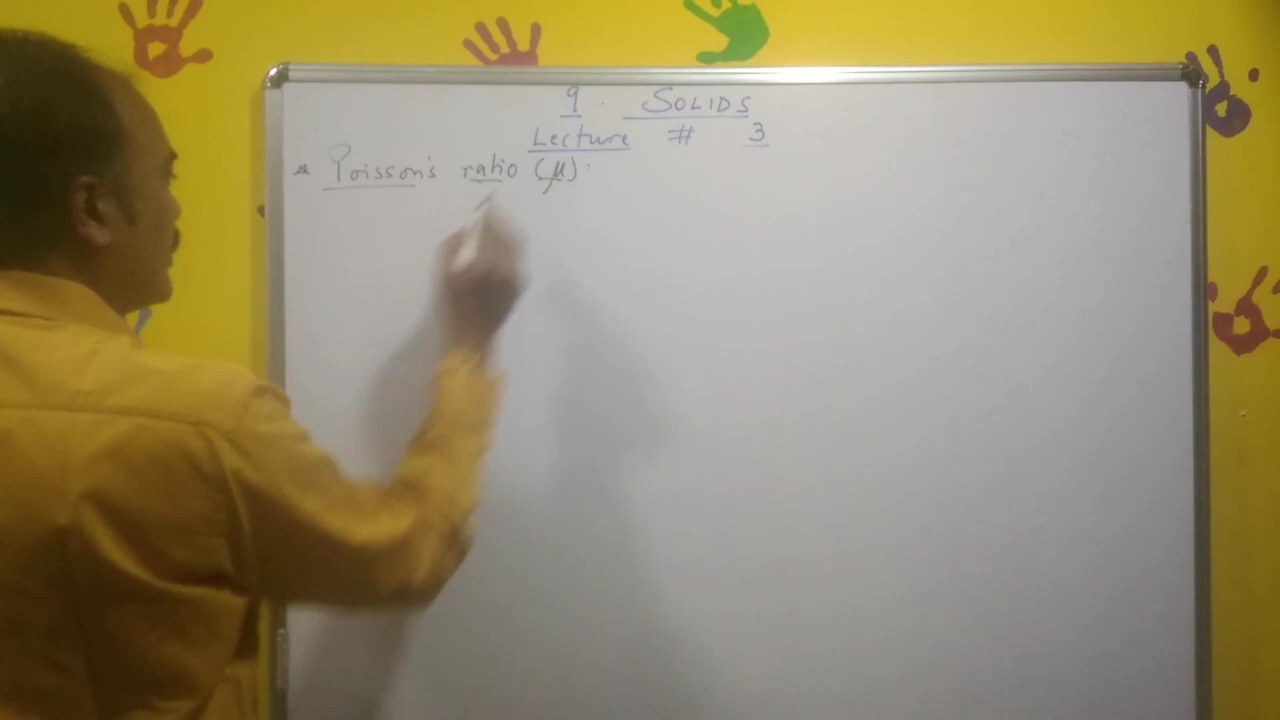 9. SOLIDS
Lecture # 3
* Poisson's ratio (μ):